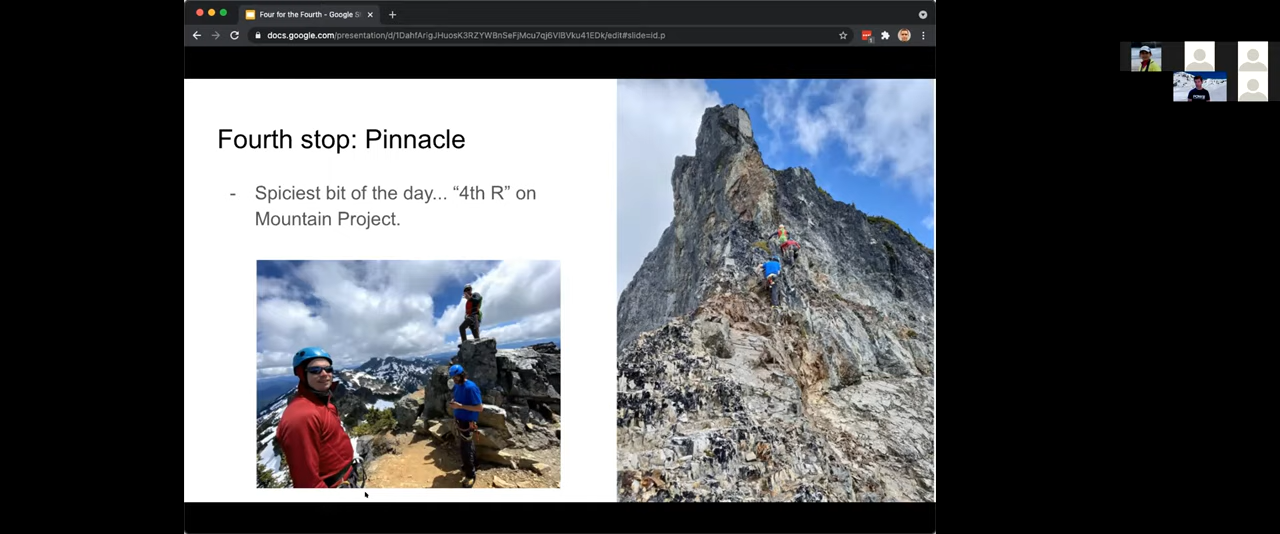 Four for the Fourth - Google S
docs.google.com/presentation/d/1DahfArigJHuosK3RZYWBnSeFjMcu7qj6VIBVku41EDk/edit#slide=id.p
Fourth stop: Pinnacle
- Spiciest bit of the day... “4th R” on
Mountain Project.